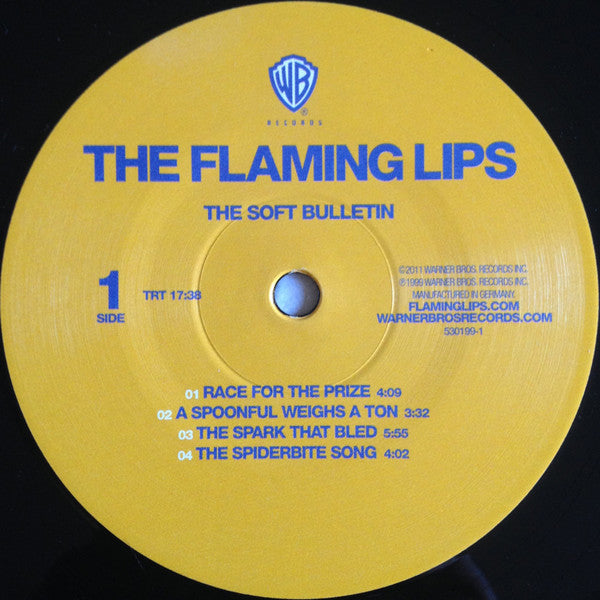 WB
®
RECORDS
THE FLAMING LIPS
THE SOFT BULLETIN
1
SIDE
TRT 17:38
©2011 WARNER BROS. RECORDS INC.
℗1999 WARNER BROS. RECORDS INC.
MANUFACTURED IN GERMANY.
FLAMINGLIPS.COM
WARNERBROSRECORDS.COM
530199-1
01 RACE FOR THE PRIZE 4:09
02 A SPOONFUL WEIGHS A TON 3:32
03 THE SPARK THAT BLED 5:55
04 THE SPIDERBITE SONG 4:02